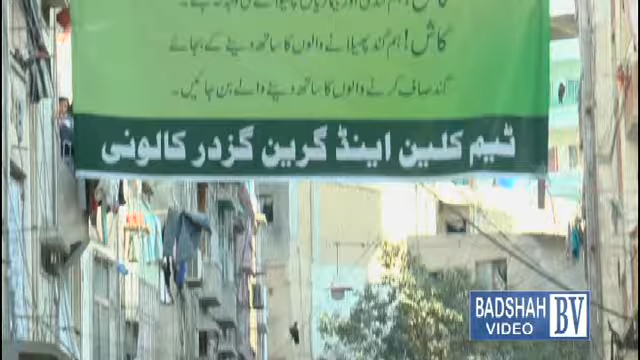 کاش! ہم گند پھیلانے والوں کا ساتھ دینے کے بجائے
گند صاف کرنے والوں کا ساتھ دینے والے بن جائیں۔
ٹیم کلین اینڈ گرین گزدر کالونی
BADSHAH BV
VIDEO